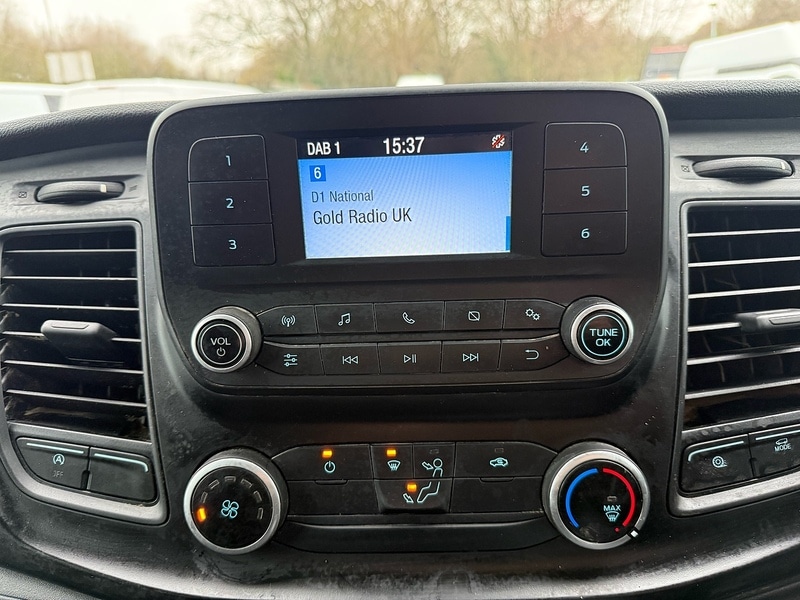 DAB 1 15:37
6
D1 National
Gold Radio UK
1
2
3
4
5
6
VOL
TUNE
OK
A
OFF
MODE
MAX